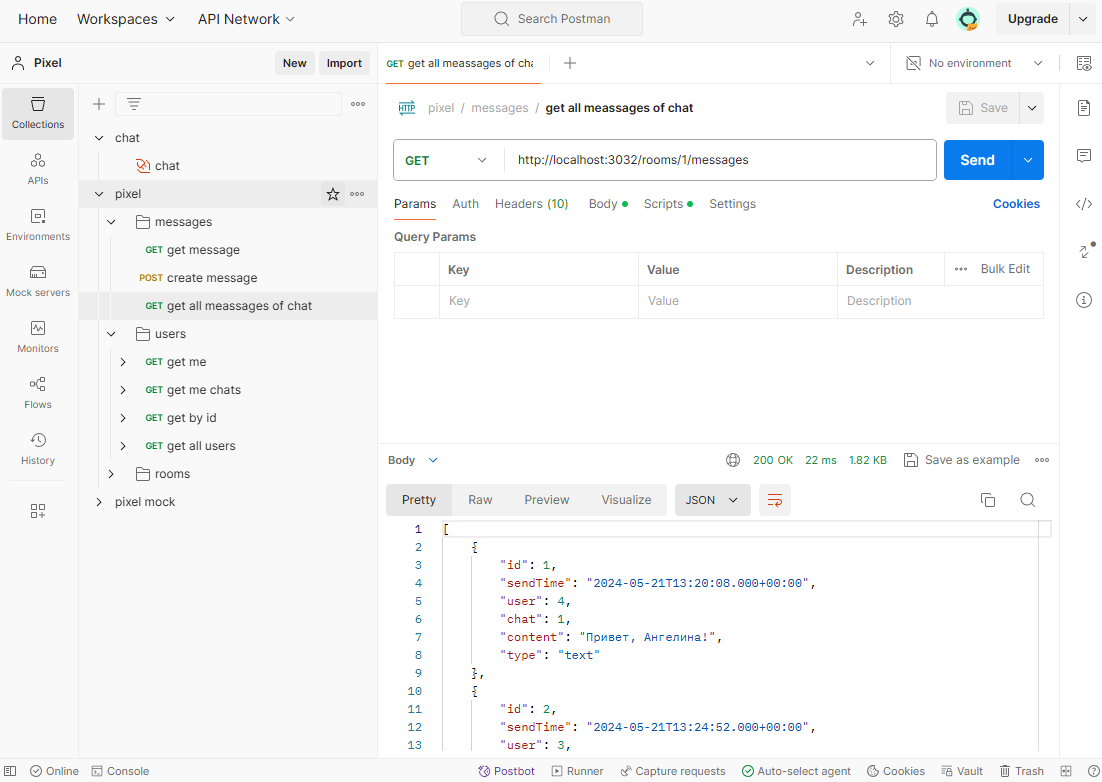 Home Workspaces API Network Search Postman Upgrade
Pixel New Import GET get all meassages of cha No environment
Collections
APIs
Environments
Mock servers
Monitors
Flows
History
chat
chat
pixel
messages
GET get message
POST create message
GET get all meassages of chat
users
GET get me
GET get me chats
GET get by id
GET get all users
rooms
pixel mock
HTTP pixel / messages / get all meassages of chat Save
GET http://localhost:3032/rooms/1/messages Send
Params Auth Headers (10) Body Scripts Settings Cookies
Query Params
Key Value Description Bulk Edit
Key Value Description
Body 200 OK 22 ms 1.82 KB Save as example
Pretty Raw Preview Visualize JSON
1 [
2 {
3 "id": 1,
4 "sendTime": "2024-05-21T13:20:08.000+00:00",
5 "user": 4,
6 "chat": 1,
7 "content": "Привет, Ангелина!",
8 "type": "text"
9 },
10 {
11 "id": 2,
12 "sendTime": "2024-05-21T13:24:52.000+00:00",
13 "user": 3,
Online Console Postbot Runner Capture requests Auto-select agent Cookies Vault Trash